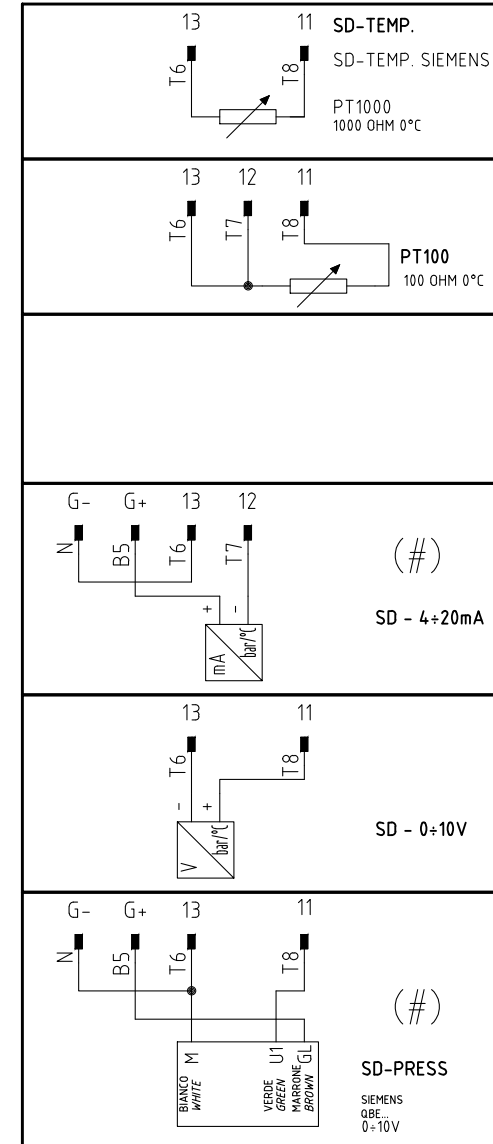 13 11 SD-TEMP.
T6 T8 SD-TEMP. SIEMENS
PT1000
1000 OHM 0°C
13 12 11
T6 T7 T8
PT100
100 OHM 0°C
G- G+ 13 12
N B5 T6 T7
(#)
+ -
SD - 4÷20mA
mA bar/°C
13 11
T6 T8
- +
SD - 0÷10V
V bar/°C
G- G+ 13 11
N B5 T6 T8
(#)
M U1 GL
BIANCO
WHITE
VERDE
GREEN
MARRONE
BROWN
SD-PRESS
SIEMENS
QBE...
0÷10V